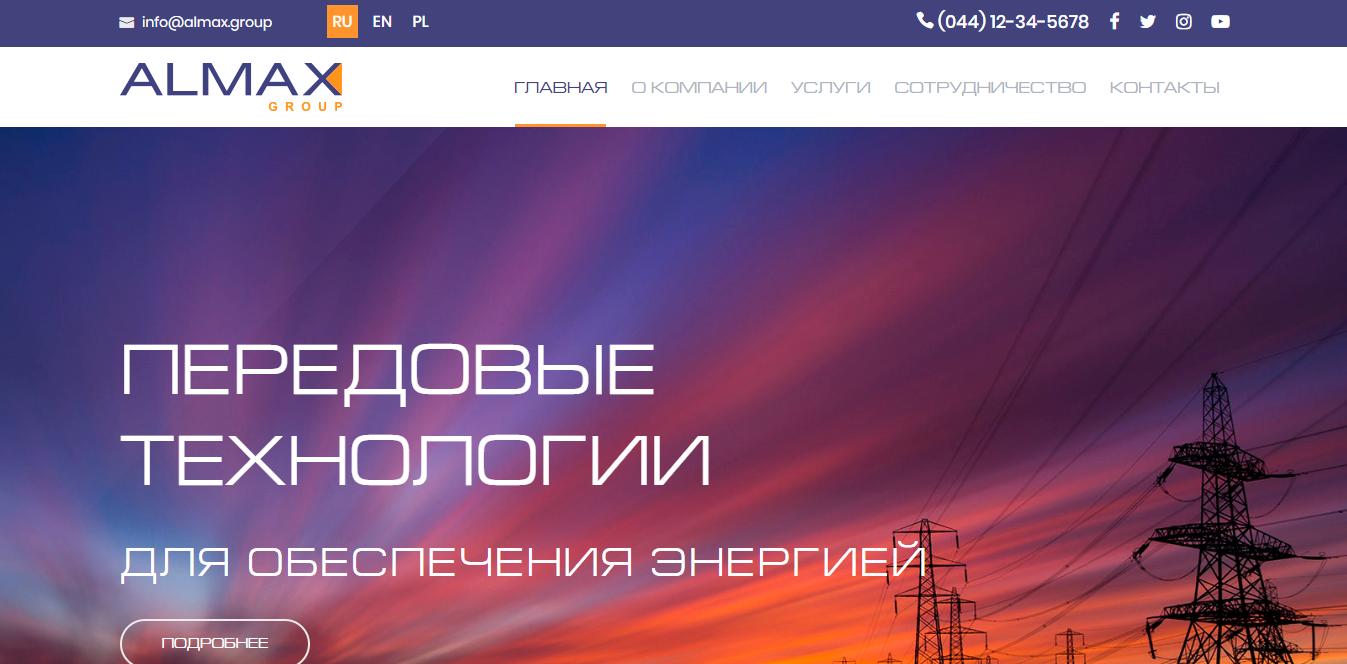 info@almax.group RU EN PL (044) 12-34-5678
ALMAX
GROUP
ГЛАВНАЯ О КОМПАНИИ УСЛУГИ СОТРУДНИЧЕСТВО КОНТАКТЫ
ПЕРЕДОВЫЕ
ТЕХНОЛОГИИ
ДЛЯ ОБЕСПЕЧЕНИЯ ЭНЕРГИЕЙ
ПОДРОБНЕЕ